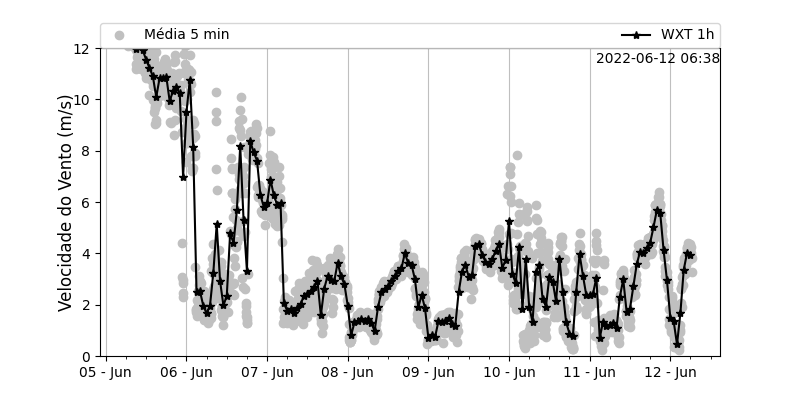 Média 5 min
WXT 1h
2022-06-12 06:38
Velocidade do Vento (m/s)
12
10
8
6
4
2
0
05 - Jun
06 - Jun
07 - Jun
08 - Jun
09 - Jun
10 - Jun
11 - Jun
12 - Jun